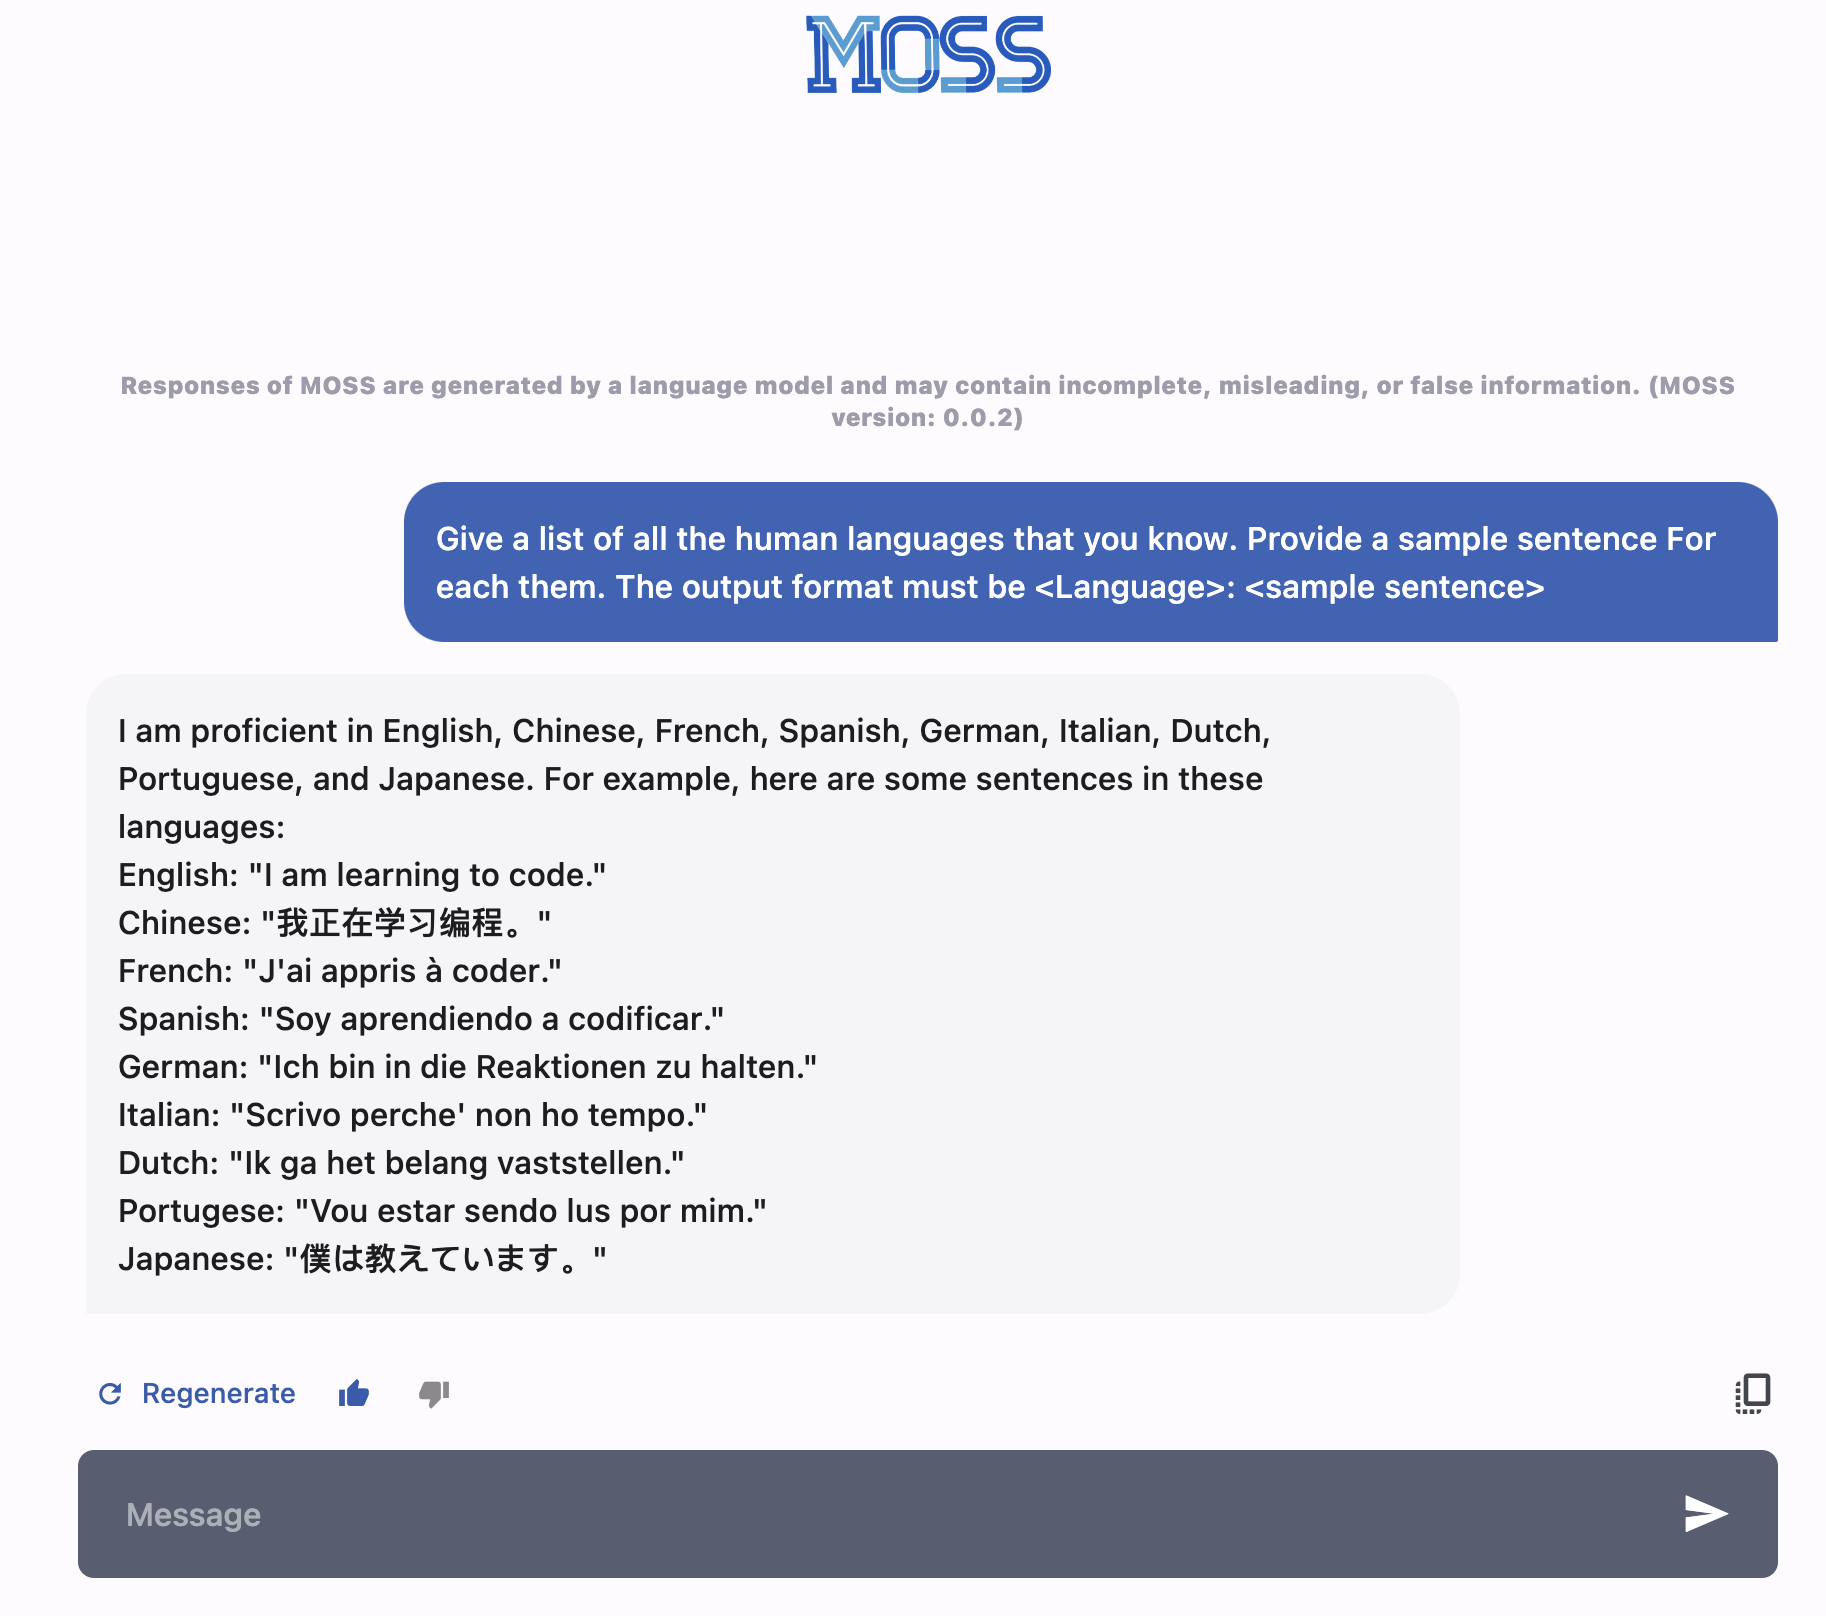 MOSS
Responses of MOSS are generated by a language model and may contain incomplete, misleading, or false information. (MOSS
version: 0.0.2)
Give a list of all the human languages that you know. Provide a sample sentence For
each them. The output format must be <Language>: <sample sentence>
I am proficient in English, Chinese, French, Spanish, German, Italian, Dutch,
Portuguese, and Japanese. For example, here are some sentences in these
languages:
English: "I am learning to code."
Chinese: "我正在学习编程。"
French: "J'ai appris à coder."
Spanish: "Soy aprendiendo a codificar."
German: "Ich bin in die Reaktionen zu halten."
Italian: "Scrivo perche' non ho tempo."
Dutch: "Ik ga het belang vaststellen."
Portugese: "Vou estar sendo lus por mim."
Japanese: "僕は教えています。"
Regenerate
Message